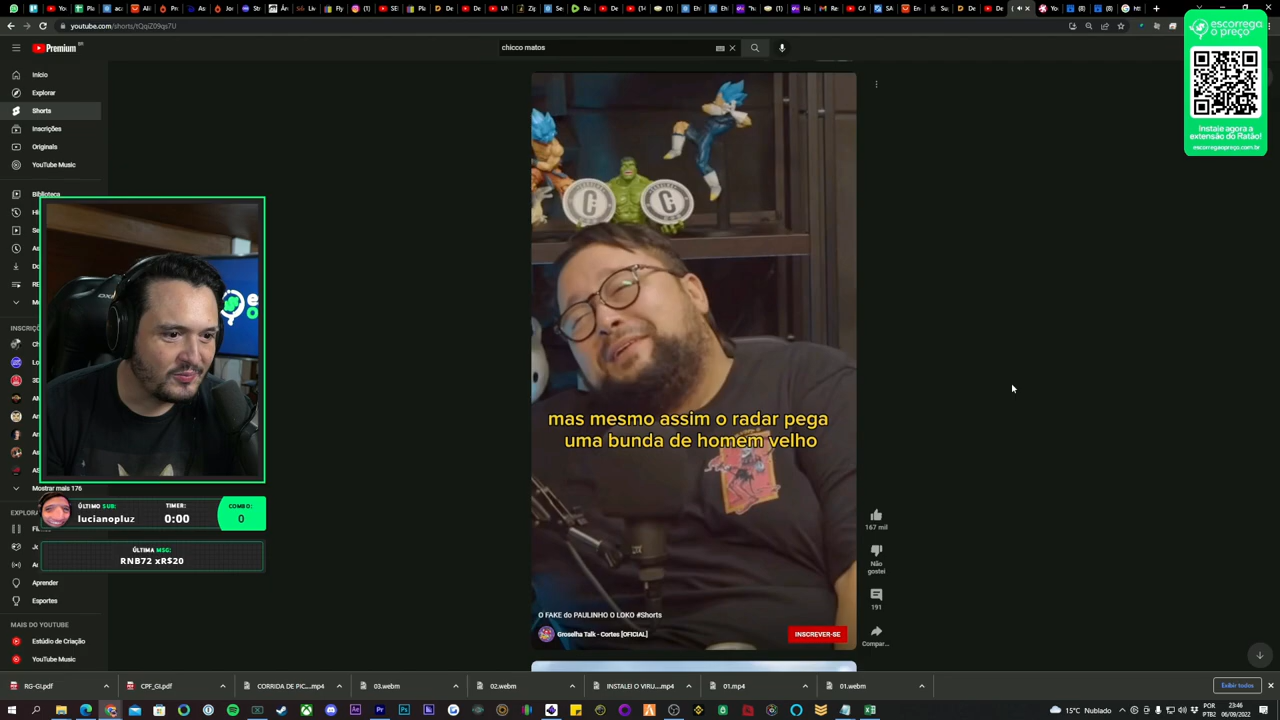 youtube.com/shorts/tQqiZ09qs7U
Premium
BR
chicco matos
escorrega
o preço
Instale agora a
extensão do Ratão!
escorregaopreço.com.br
Início
Explorar
Shorts
Inscrições
Originals
YouTube Music
Biblioteca
Mostrar mais 176
Aprender
Esportes
MAIS DO YOUTUBE
Estúdio de Criação
YouTube Music
ÚLTIMO SUB:
lucianopluz
TIMER:
0:00
COMBO:
0
ÚLTIMA MSG:
RNB72 xR$20
mas mesmo assim o radar pega
uma bunda de homem velho
O FAKE do PAULINHO O LOKO #Shorts
Groselha Talk - Cortes [OFICIAL]
INSCREVER-SE
167 mil
Não
gostei
191
Compar...
RG-GI.pdf
CPF_GI.pdf
CORRIDA DE PIC....mp4
03.webm
02.webm
INSTALEI O VIRU....mp4
01.mp4
01.webm
Exibir todos
15°C Nublado
POR
PTB2
23:46
06/09/2022